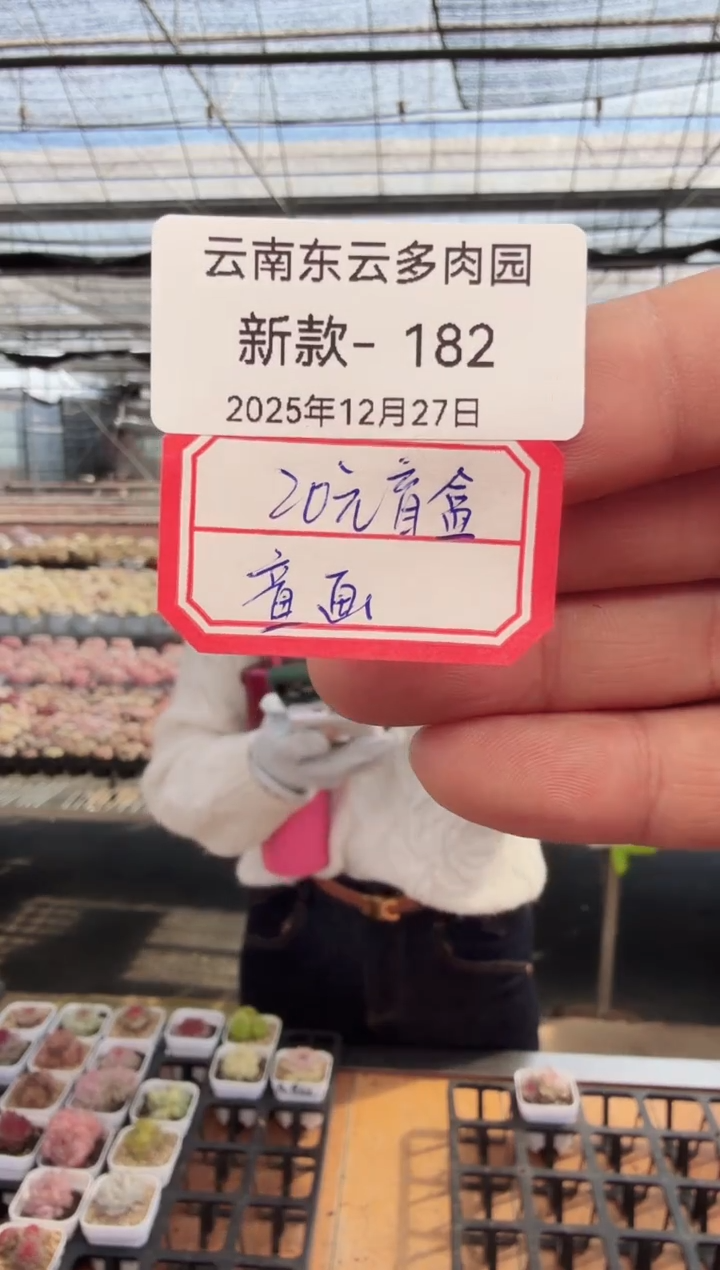 云南东云多肉园
新款- 182
2025年12月27日
20元盲盒
音画